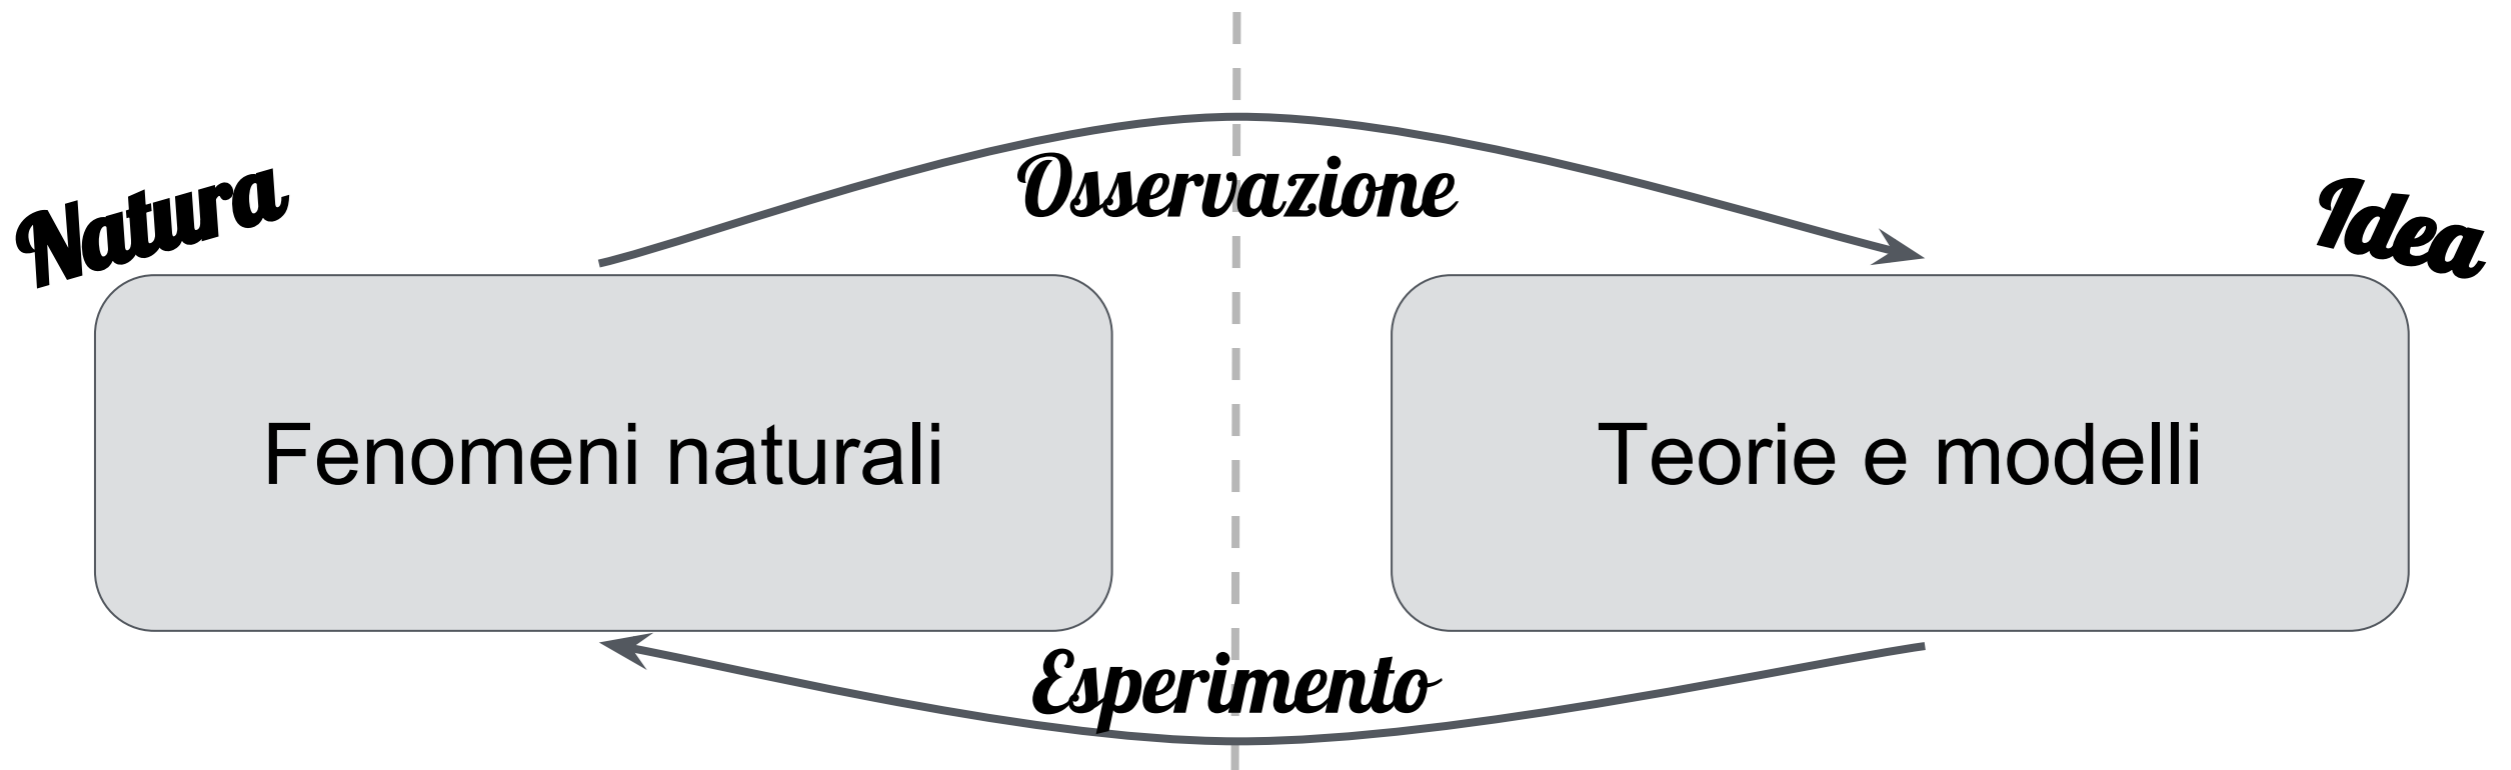 Osservazione
Natura
Idea
Fenomeni naturali
Teorie e modelli
Esperimento